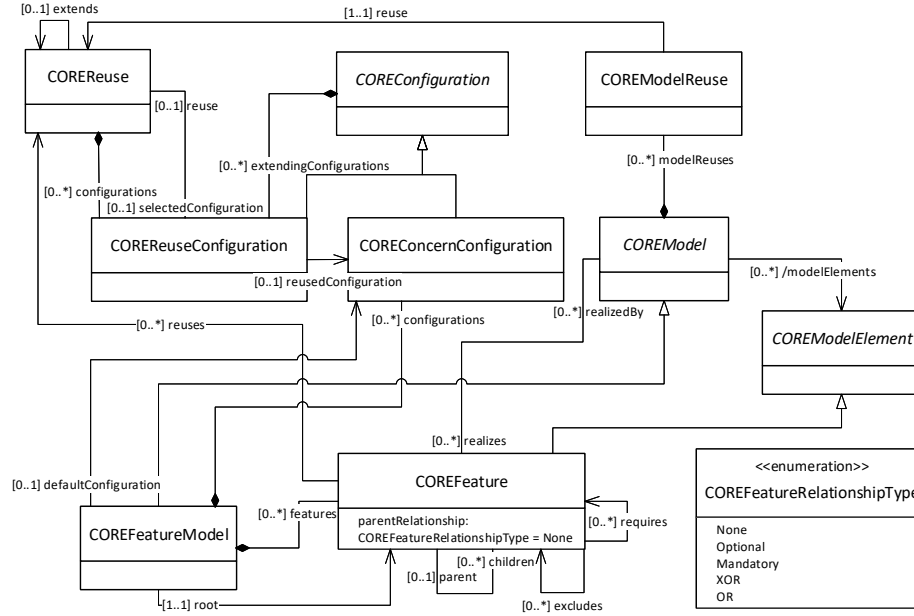 [0..1] extends
[1..1] reuse
COREReuse
COREConfiguration
COREModelReuse
[0..1] reuse
[0..*] extendingConfigurations
[0..*] modelReuses
[0..*] configurations
[0..1] selectedConfiguration
COREReuseConfiguration
COREConcernConfiguration
COREModel
[0..*] /modelElements
[0..1] reusedConfiguration
[0..*] reuses
[0..*] configurations
[0..*] realizedBy
COREModelElement
[0..*] realizes
<<enumeration>>
COREFeatureRelationshipType
None
Optional
Mandatory
XOR
OR
[0..1] defaultConfiguration
COREFeature
COREFeatureModel
[0..*] features
parentRelationship:
COREFeatureRelationshipType = None
[0..*] requires
[0..*] children
[0..1] parent
[1..1] root
[0..*] excludes